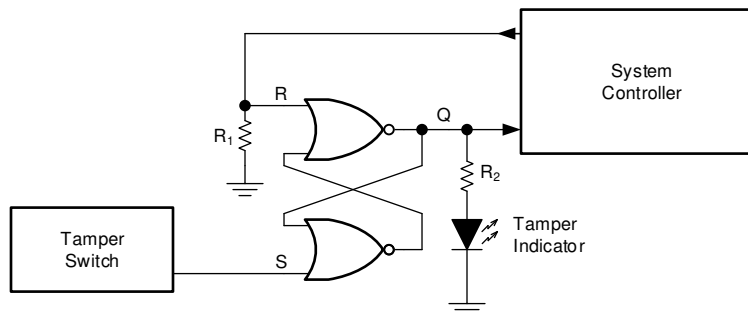 System
Controller
R
Q
R1
R2
Tamper
Indicator
Tamper
Switch
S